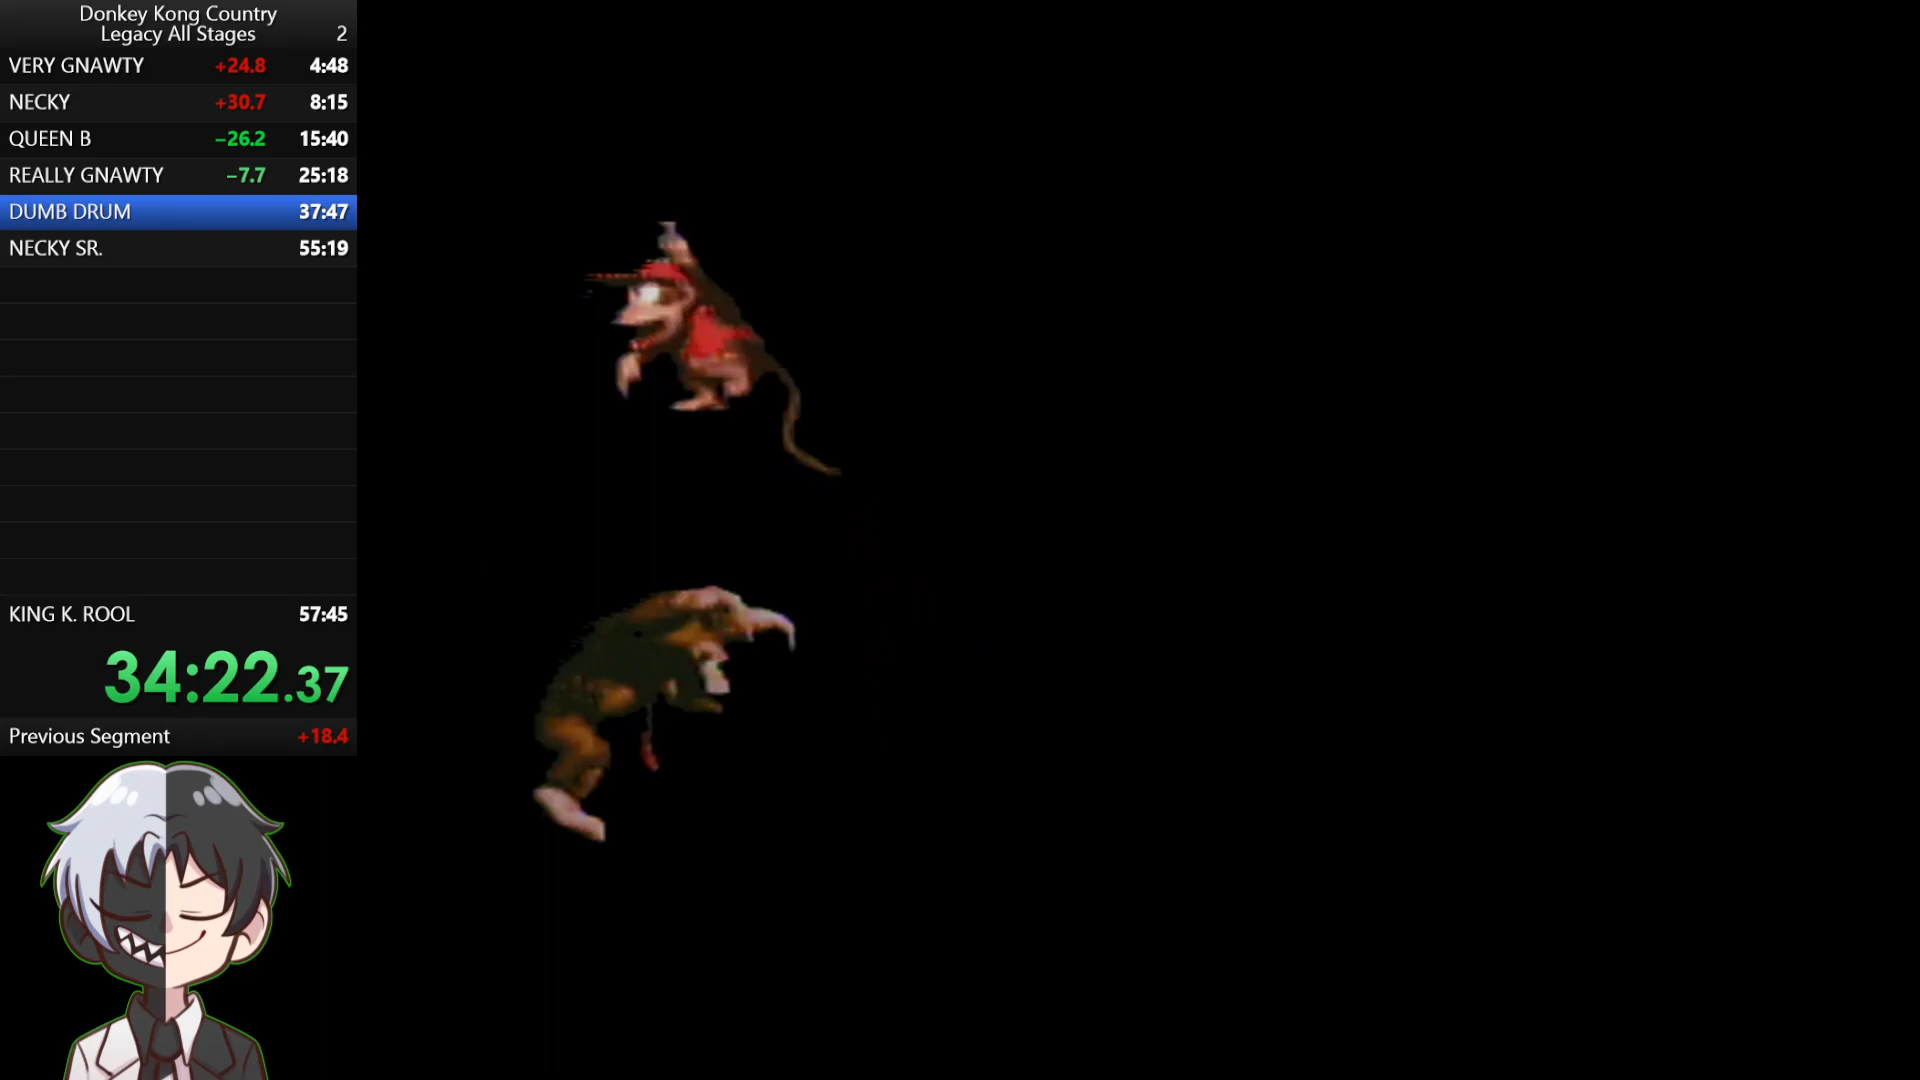 Donkey Kong Country
Legacy All Stages 2
VERY GNAWTY +24.8 4:48
NECKY +30.7 8:15
QUEEN B −26.2 15:40
REALLY GNAWTY −7.7 25:18
DUMB DRUM 37:47
NECKY SR. 55:19
KING K. ROOL 57:45
34:22.37
Previous Segment +18.4